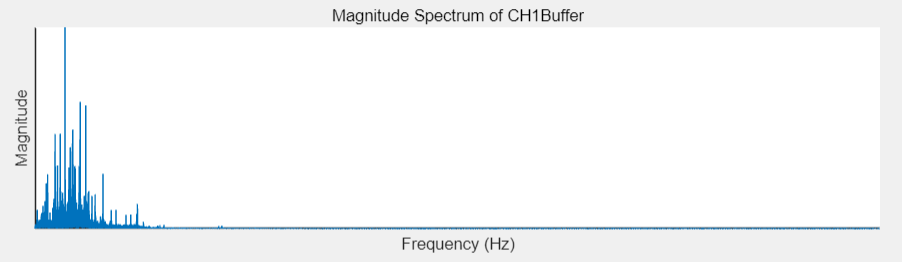 Magnitude Spectrum of CH1Buffer
Magnitude
Frequency (Hz)